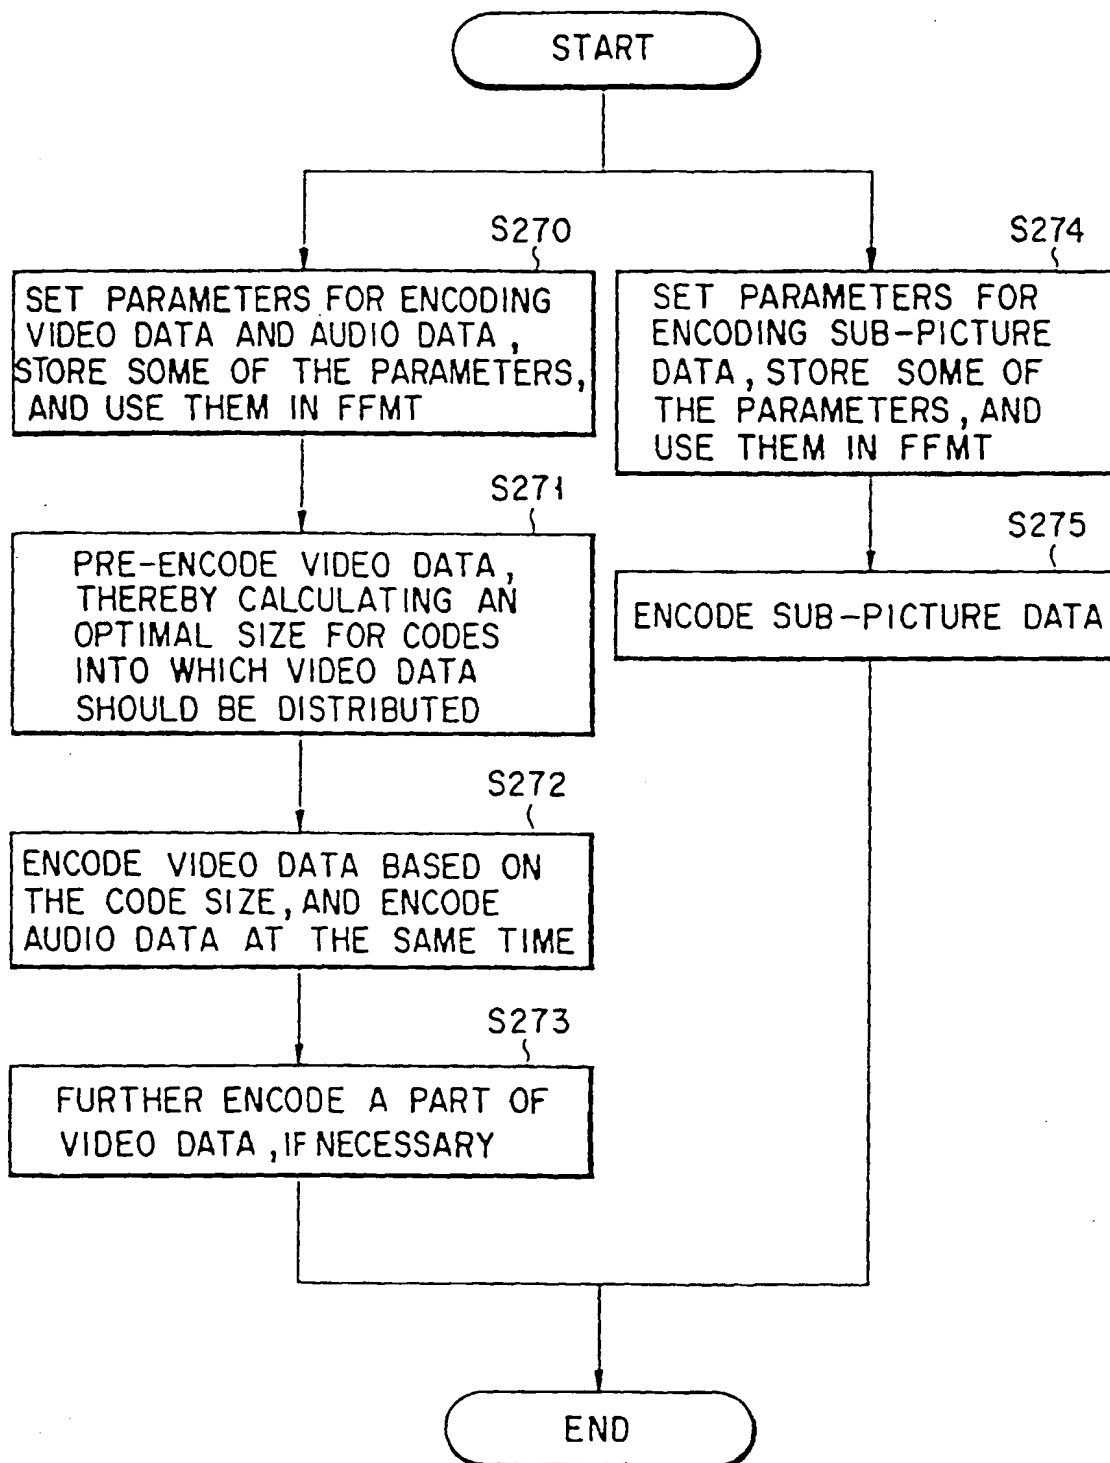 START
S270
SET PARAMETERS FOR ENCODING
VIDEO DATA AND AUDIO DATA,
STORE SOME OF THE PARAMETERS,
AND USE THEM IN FFMT
S271
PRE-ENCODE VIDEO DATA,
THEREBY CALCULATING AN
OPTIMAL SIZE FOR CODES
INTO WHICH VIDEO DATA
SHOULD BE DISTRIBUTED
S272
ENCODE VIDEO DATA BASED ON
THE CODE SIZE, AND ENCODE
AUDIO DATA AT THE SAME TIME
S273
FURTHER ENCODE A PART OF
VIDEO DATA, IF NECESSARY
S274
SET PARAMETERS FOR
ENCODING SUB-PICTURE
DATA, STORE SOME OF
THE PARAMETERS, AND
USE THEM IN FFMT
S275
ENCODE SUB-PICTURE DATA
END